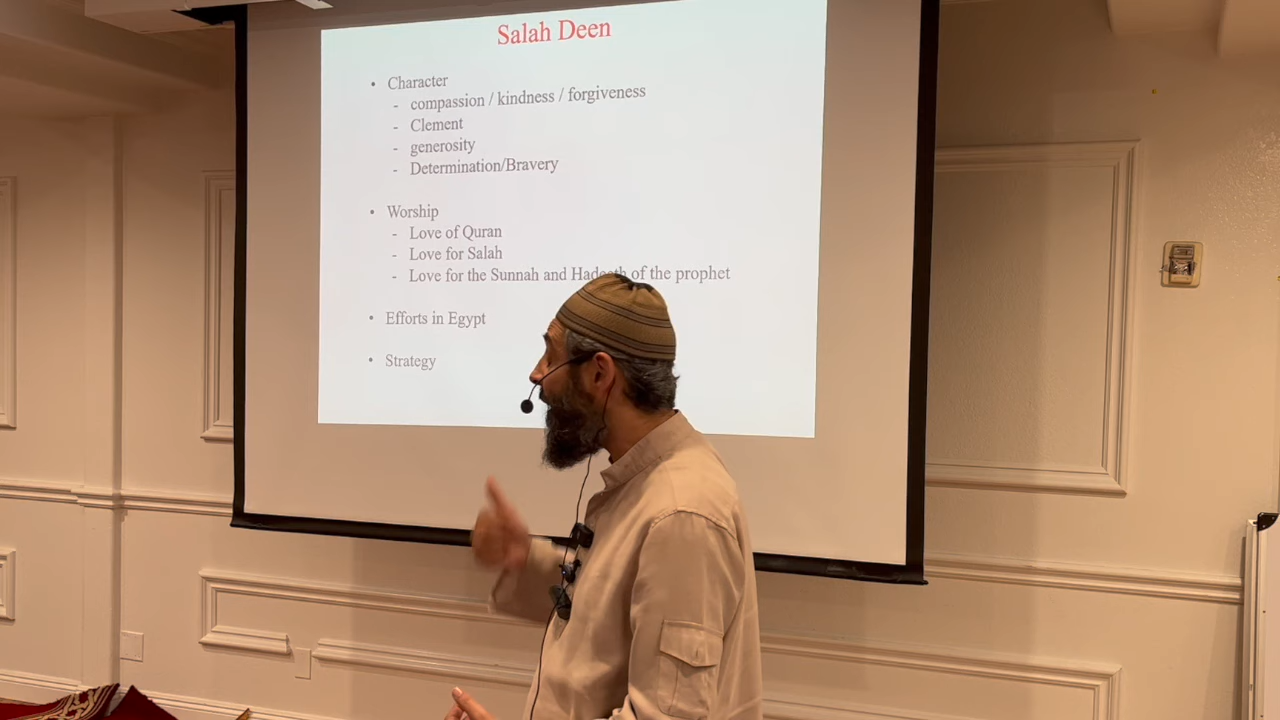 Salah Deen
• Character
- compassion / kindness / forgiveness
- Clement
- generosity
- Determination/Bravery
• Worship
- Love of Quran
- Love for Salah
- Love for the Sunnah and Hadeeth of the prophet
• Efforts in Egypt
• Strategy